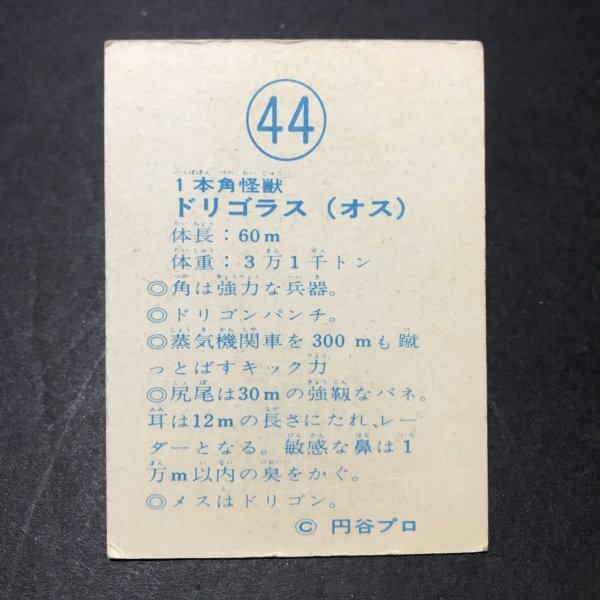 44
1本角怪獣
ドリゴラス（オス）
体長：60m
体重：3万1千トン
◎角は強力な兵器。
◎ドリゴンパンチ。
◎蒸気機関車を300mも蹴
っとばすキック力
◎尻尾は30mの強靱なバネ。
耳は12mの長さにたれ、レー
ダーとなる。敏感な鼻は1
万m以内の臭をかぐ。
◎メスはドリゴン。
© 円谷プロ